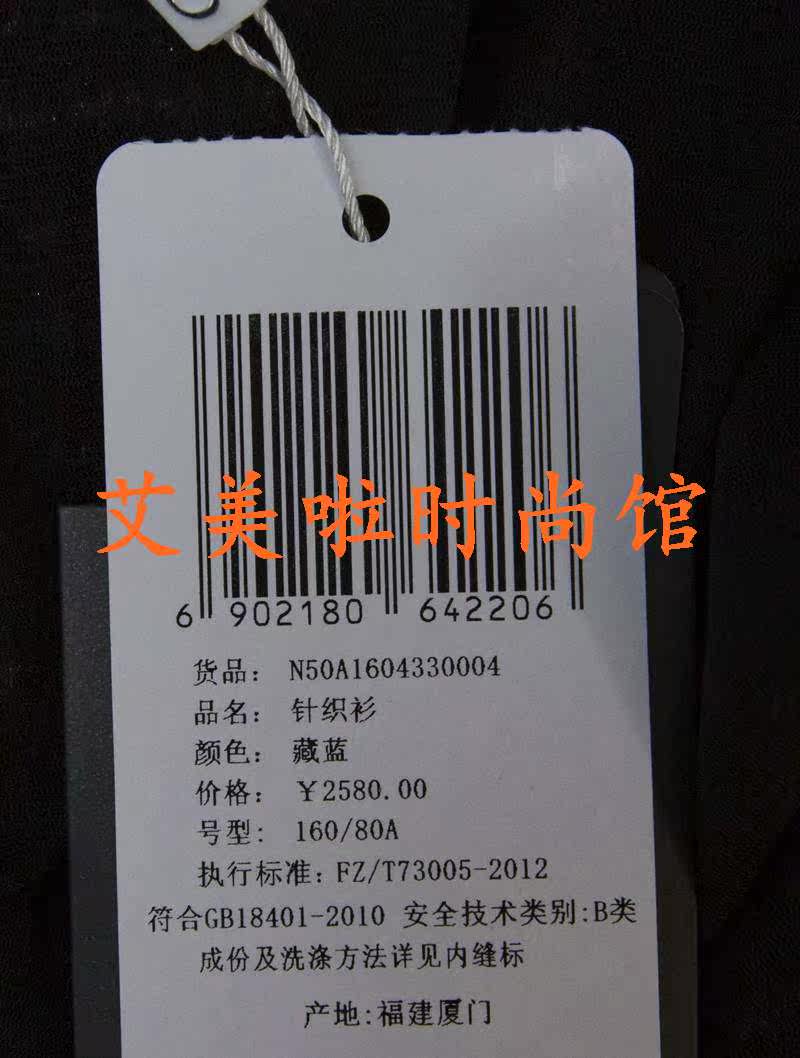 艾美啦时尚馆
6 902180 642206
货品： N50A1604330004
品名： 针织衫
颜色： 藏蓝
价格： ￥2580.00
号型： 160/80A
执行标准：FZ/T73005-2012
符合GB18401-2010 安全技术类别:B类
成份及洗涤方法详见内缝标
产地:福建厦门